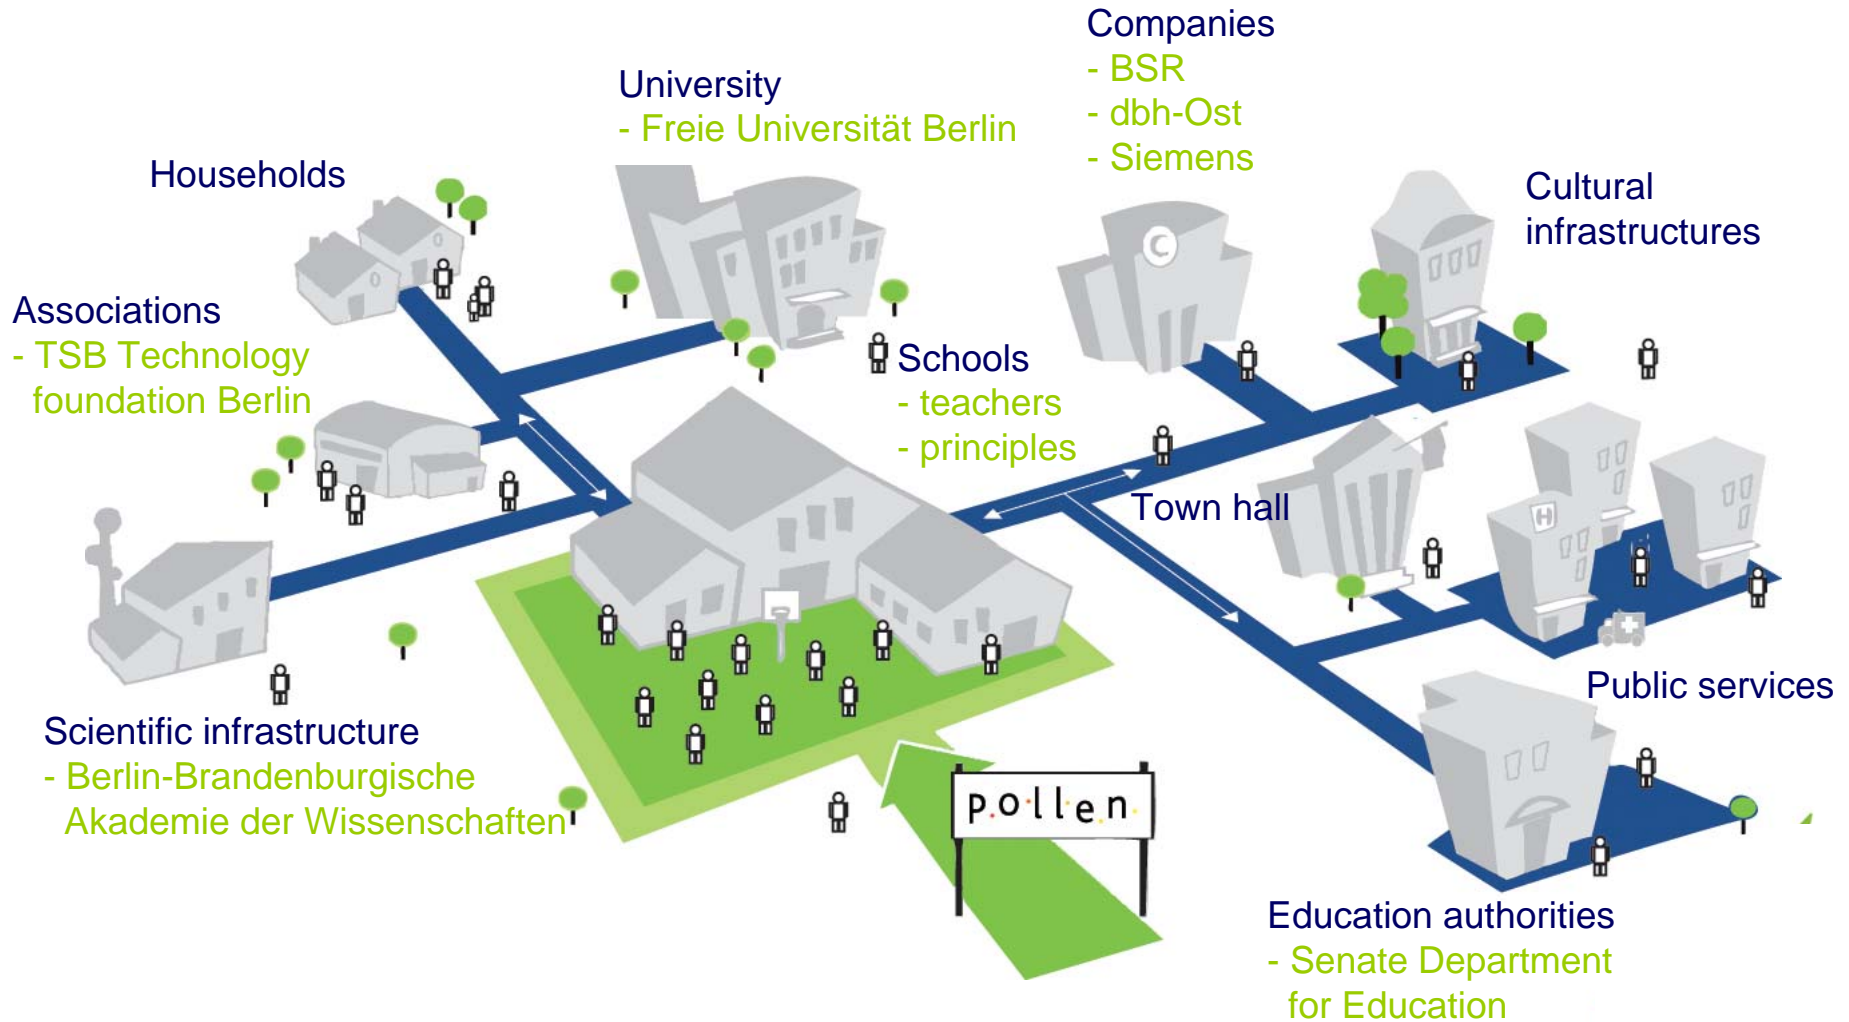 Companies
- BSR
- dbh-Ost
- Siemens
University
- Freie Universität Berlin
Households
Cultural
infrastructures
Associations
- TSB Technology
foundation Berlin
Schools
- teachers
- principles
C
Town hall
H
Public services
Scientific infrastructure
- Berlin-Brandenburgische
Akademie der Wissenschaften
pollen
Education authorities
- Senate Department
for Education